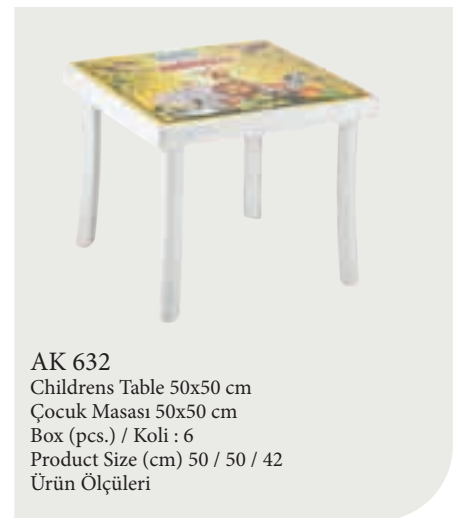 AK 632
Childrens Table 50x50 cm
Çocuk Masası 50x50 cm
Box (pcs.) / Koli : 6
Product Size (cm) 50 / 50 / 42
Ürün Ölçüleri